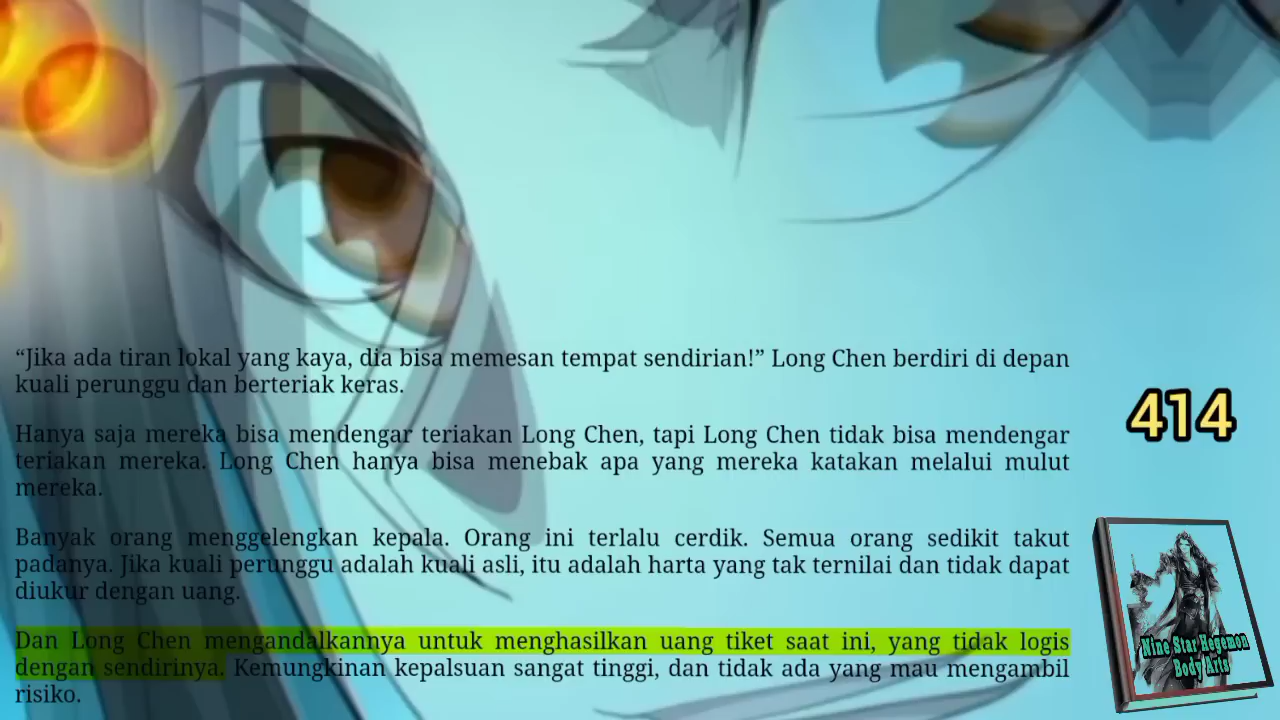 “Jika ada tiran lokal yang kaya, dia bisa memesan tempat sendirian!” Long Chen berdiri di depan
kuali perunggu dan berteriak keras.
Hanya saja mereka bisa mendengar teriakan Long Chen, tapi Long Chen tidak bisa mendengar
teriakan mereka. Long Chen hanya bisa menebak apa yang mereka katakan melalui mulut
mereka.
Banyak orang menggelengkan kepala. Orang ini terlalu cerdik. Semua orang sedikit takut
padanya. Jika kuali perunggu adalah kuali asli, itu adalah harta yang tak ternilai dan tidak dapat
diukur dengan uang.
Dan Long Chen mengandalkannya untuk menghasilkan uang tiket saat ini, yang tidak logis
dengan sendirinya. Kemungkinan kepalsuan sangat tinggi, dan tidak ada yang mau mengambil
risiko.
414
Nine Star Hegemon
Body Arts